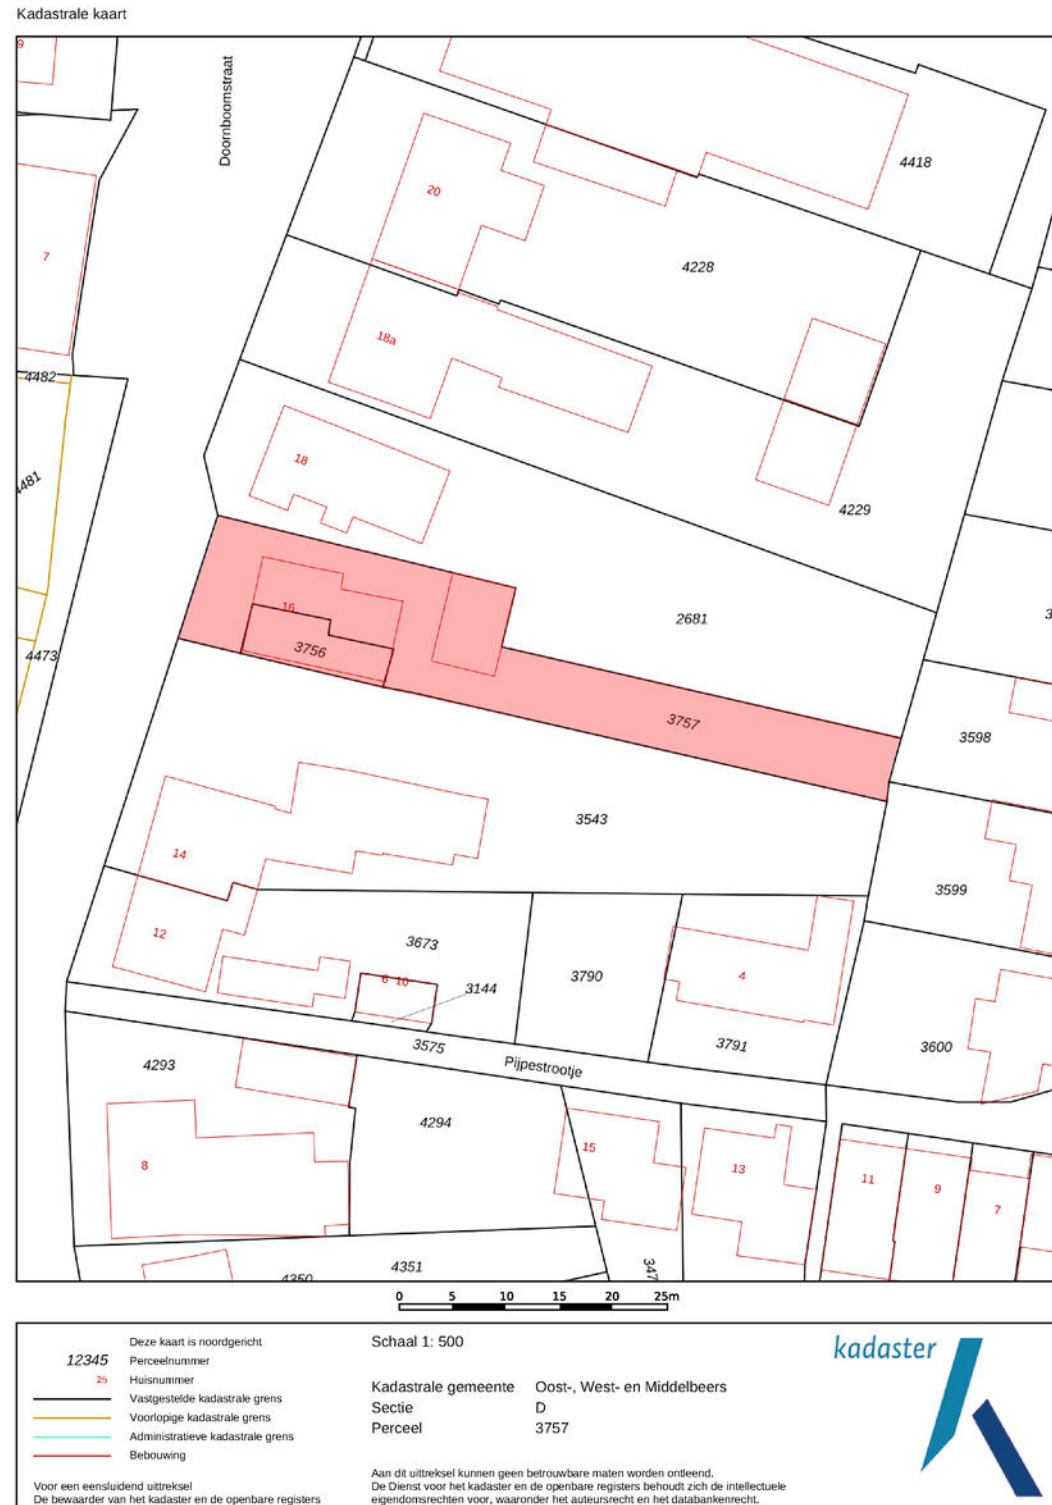 Kadastrale kaart
9
Doornboomstraat
4418
20
7
4228
18a
4482
18
4481
4229
16
2681
3756
4473
3757
3598
3543
14
3599
12
3673
3790
4
6 10
3144
3575
3791
3600
4293
Pijpestrootje
4294
15
8
13
11
9
7
4351
4350
347
0 5 10 15 20 25m
Deze kaart is noordgericht
12345 Perceelnummer
25 Huisnummer
Vastgestelde kadastrale grens
Voorlopige kadastrale grens
Administratieve kadastrale grens
Bebouwing
Voor een eensluidend uittreksel
De bewaarder van het kadaster en de openbare registers
Schaal 1: 500
Kadastrale gemeente Oost-, West- en Middelbeers
Sectie D
Perceel 3757
Aan dit uittreksel kunnen geen betrouwbare maten worden ontleend.
De Dienst voor het kadaster en de openbare registers behoudt zich de intellectuele
eigendomsrechten voor, waaronder het auteursrecht en het databankenrecht.
kadaster